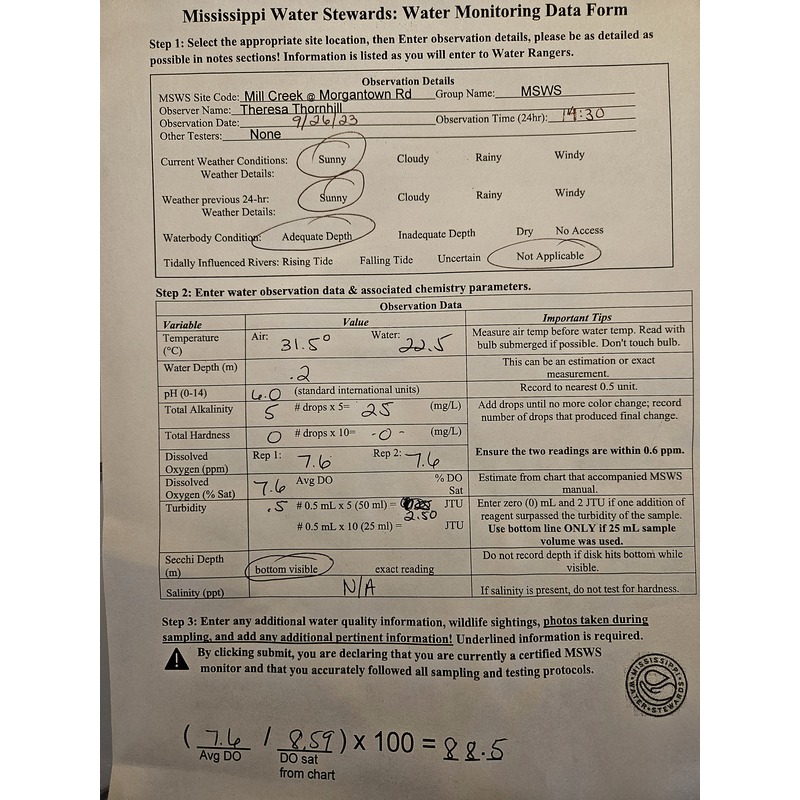 Mississippi Water Stewards: Water Monitoring Data Form
Step 1: Select the appropriate site location, then Enter observation details, please be as detailed as
possible in notes sections! Information is listed as you will enter to Water Rangers.
Observation Details
MSWS Site Code: Mill Creek @ Morgantown Rd Group Name: MSWS
Observer Name: Theresa Thornhill
Observation Date: 9/26/23 Observation Time (24hr): 14:30
Other Testers: None
Current Weather Conditions: Sunny Cloudy Rainy Windy
Weather Details:
Weather previous 24-hr: Sunny Cloudy Rainy Windy
Weather Details:
Waterbody Condition: Adequate Depth Inadequate Depth Dry No Access
Tidally Influenced Rivers: Rising Tide Falling Tide Uncertain Not Applicable
Step 2: Enter water observation data & associated chemistry parameters.
Observation Data
Variable Value Important Tips
Temperature (°C) Air: 31.5° Water: 22.5 Measure air temp before water temp. Read with
bulb submerged if possible. Don't touch bulb.
Water Depth (m) .2 This can be an estimation or exact
measurement.
pH (0-14) 6.0 (standard international units) Record to nearest 0.5 unit.
Total Alkalinity 5 # drops x 5= 25 (mg/L) Add drops until no more color change; record
number of drops that produced final change.
Total Hardness 0 # drops x 10= -0- (mg/L)
Dissolved Oxygen (ppm) Rep 1: 7.6 Rep 2: 7.6 Ensure the two readings are within 0.6 ppm.
Dissolved Oxygen (% Sat) 7.6 Avg DO % DO Sat Estimate from chart that accompanied MSWS
manual.
Turbidity .5 # 0.5 mL x 5 (50 ml) = 2.50 JTU Enter zero (0) mL and 2 JTU if one addition of
reagent surpassed the turbidity of the sample.
# 0.5 mL x 10 (25 ml) = JTU Use bottom line ONLY if 25 mL sample
volume was used.
Secchi Depth (m) bottom visible exact reading Do not record depth if disk hits bottom while
visible.
Salinity (ppt) N/A If salinity is present, do not test for hardness.
Step 3: Enter any additional water quality information, wildlife sightings, photos taken during
sampling, and add any additional pertinent information! Underlined information is required.
By clicking submit, you are declaring that you are currently a certified MSWS
monitor and that you accurately followed all sampling and testing protocols.
MISSISSIPPI WATER STEWARDS
(7.6 / 8.59) x 100 = 88.5
Avg DO DO sat
from chart